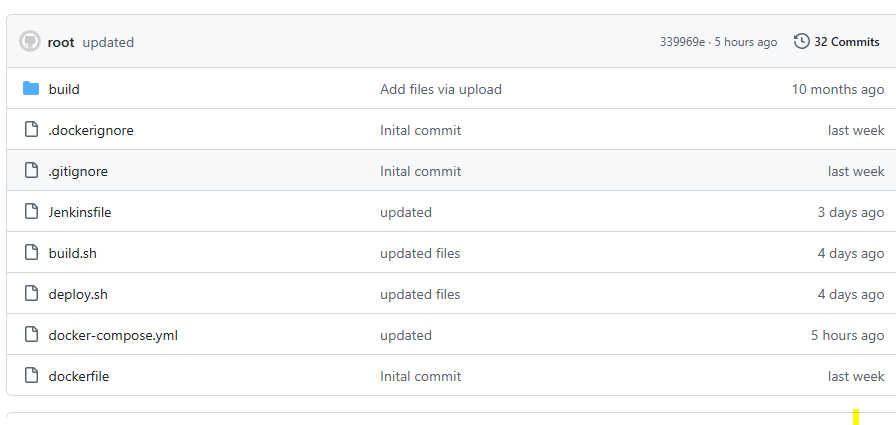 root updated 339969e · 5 hours ago 32 Commits
build Add files via upload 10 months ago
.dockerignore Inital commit last week
.gitignore Inital commit last week
Jenkinsfile updated 3 days ago
build.sh updated files 4 days ago
deploy.sh updated files 4 days ago
docker-compose.yml updated 5 hours ago
dockerfile Inital commit last week